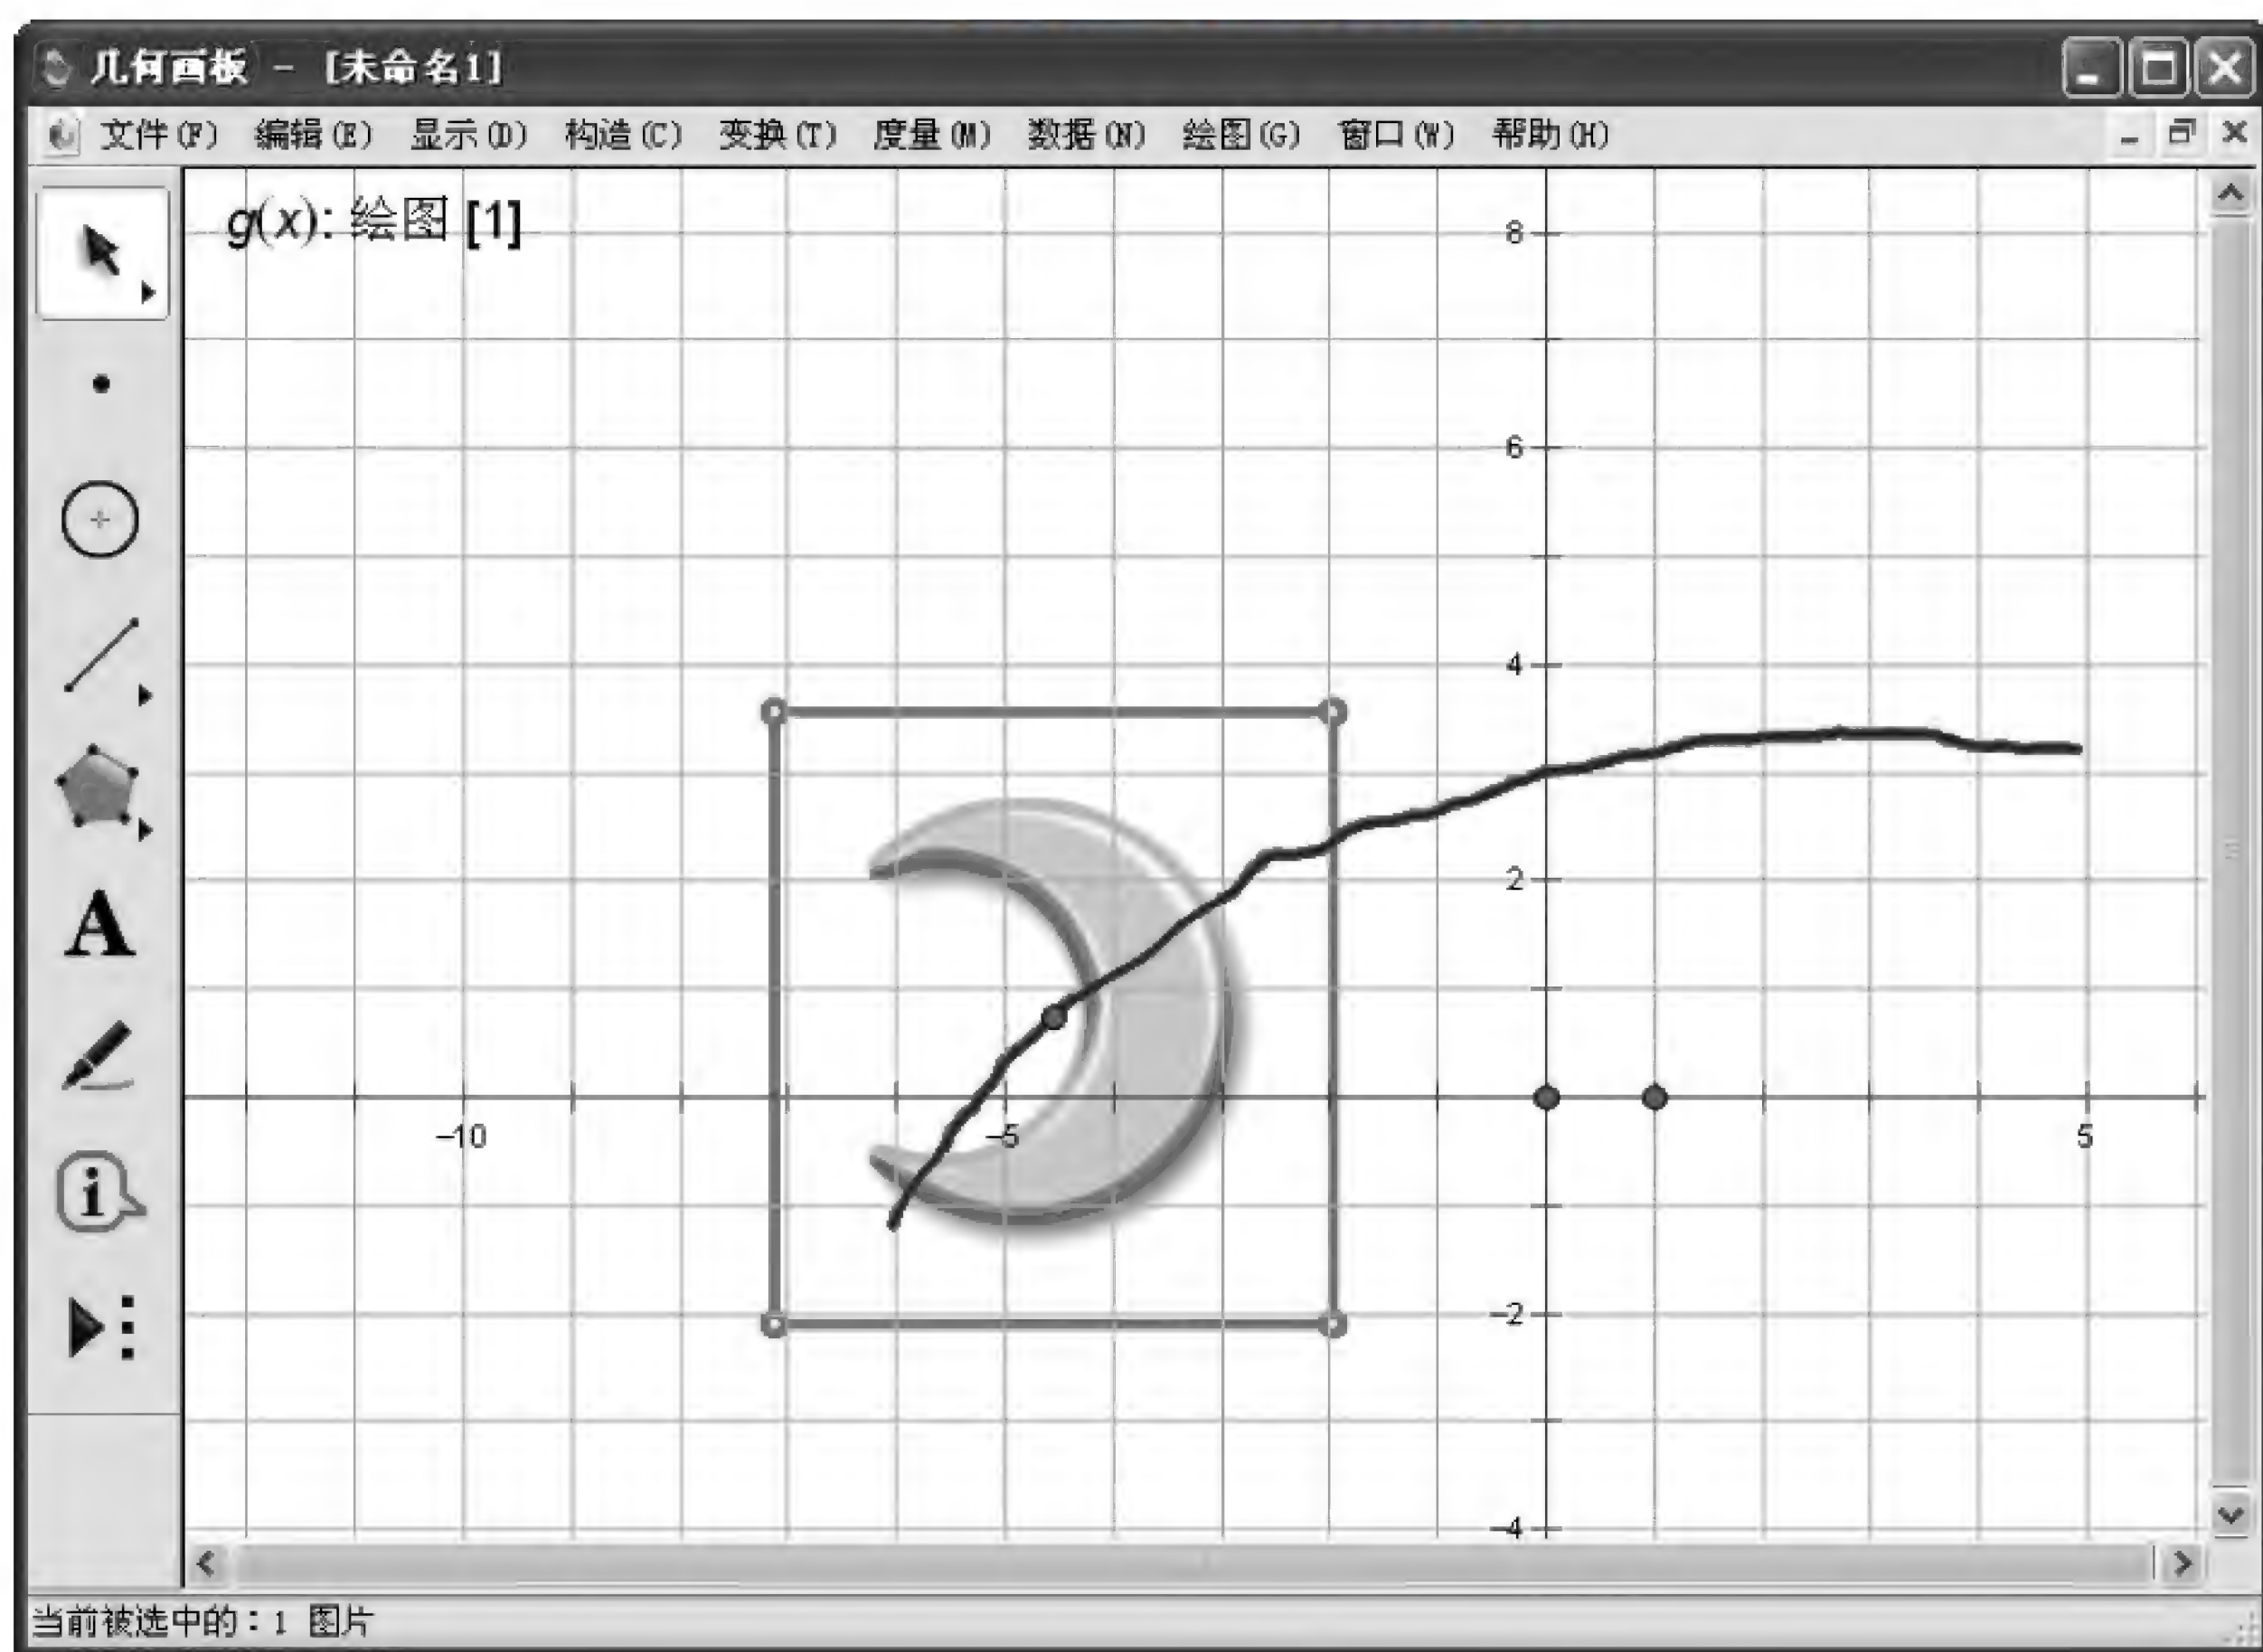 几何画板 - [未命名1]
文件(F) 编辑(E) 显示(D) 构造(C) 变换(T) 度量(M) 数据(N) 绘图(G) 窗口(W) 帮助(H)
g(x): 绘图 [1]
8
6
4
2
-10
-5
5
-2
-4
A
i
当前被选中的：1 图片